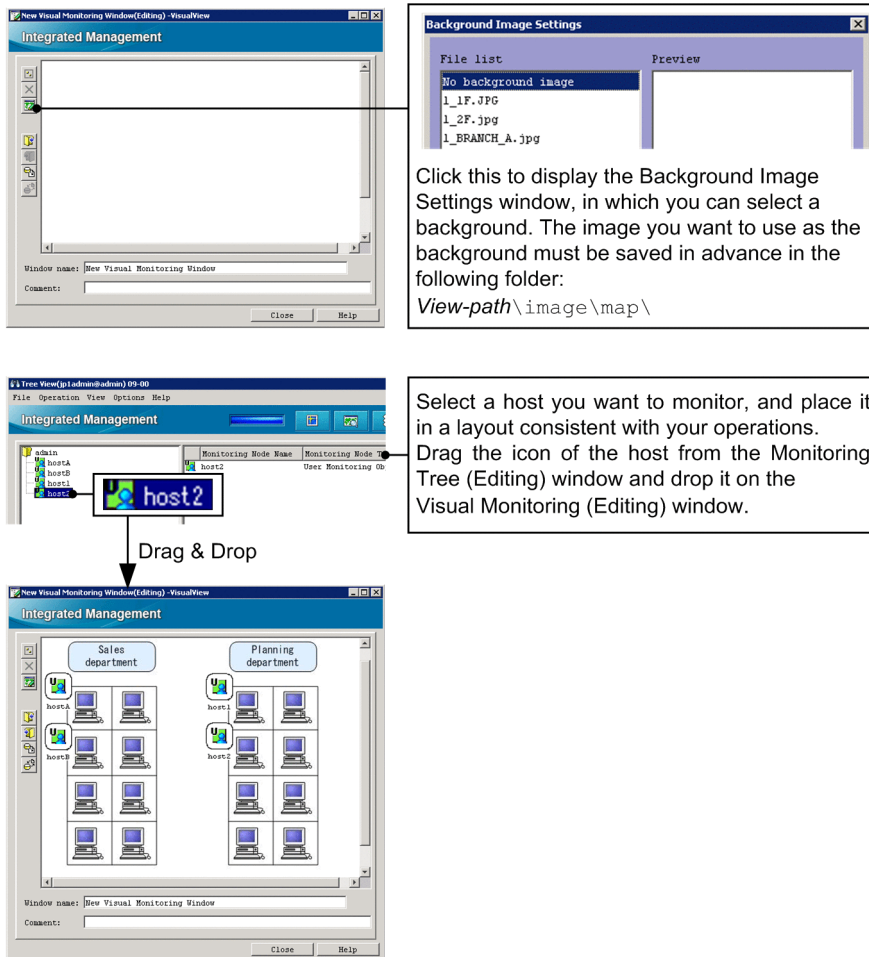 New Visual Monitoring Window(Editing) -VisualView
Integrated Management
Window name: New Visual Monitoring Window
Comment:
Close Help
Background Image Settings
File list Preview
No background image
1_1F.JPG
1_2F.jpg
1_BRANCH_A.jpg
Click this to display the Background Image
Settings window, in which you can select a
background. The image you want to use as the
background must be saved in advance in the
following folder:
View-path\image\map\
Tree View(jp1admin@admin) 09-00
File Operation View Options Help
Integrated Management
admin
hostA
hostB
host1
host2
Monitoring Node Name Monitoring Node T
host2 User Monitoring Ob
host2
Select a host you want to monitor, and place it
in a layout consistent with your operations.
Drag the icon of the host from the Monitoring
Tree (Editing) window and drop it on the
Visual Monitoring (Editing) window.
Drag & Drop
New Visual Monitoring Window(Editing) -VisualView
Integrated Management
Sales
department
Planning
department
hostA
host1
hostB
host2
Window name: New Visual Monitoring Window
Comment:
Close Help